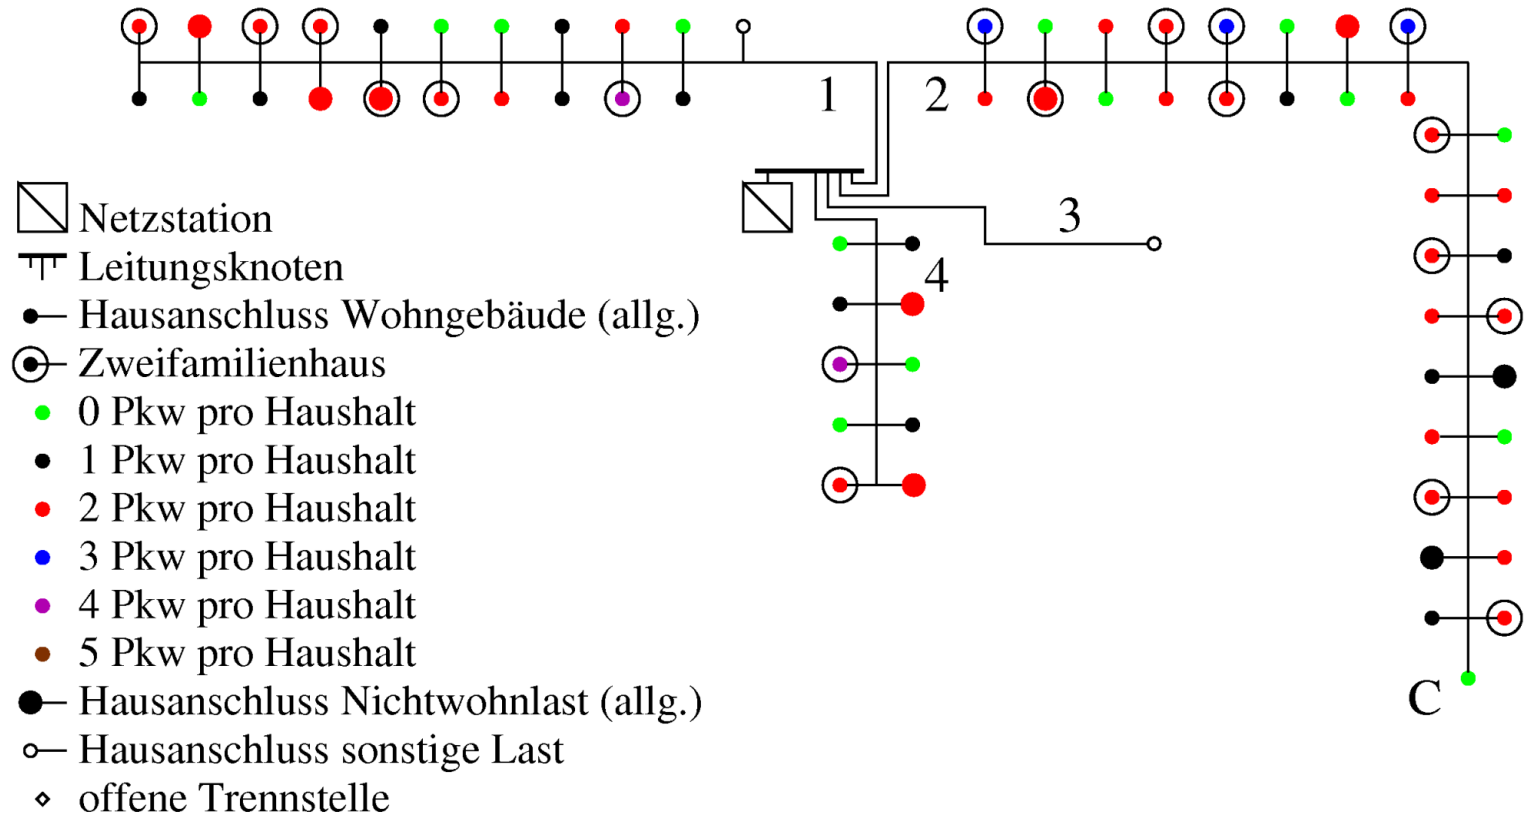 1
2
3
4
C
Netzstation
Leitungsknoten
Hausanschluss Wohngebäude (allg.)
Zweifamilienhaus
0 Pkw pro Haushalt
1 Pkw pro Haushalt
2 Pkw pro Haushalt
3 Pkw pro Haushalt
4 Pkw pro Haushalt
5 Pkw pro Haushalt
Hausanschluss Nichtwohnlast (allg.)
Hausanschluss sonstige Last
offene Trennstelle